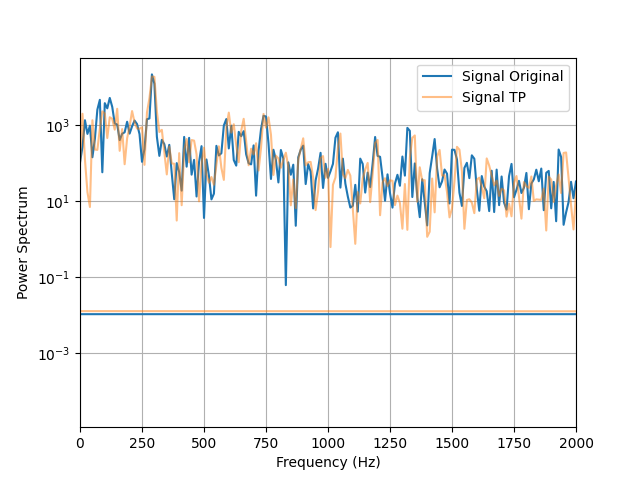 Signal Original
Signal TP
Power Spectrum
10³
10¹
10⁻¹
10⁻³
0 250 500 750 1000 1250 1500 1750 2000
Frequency (Hz)